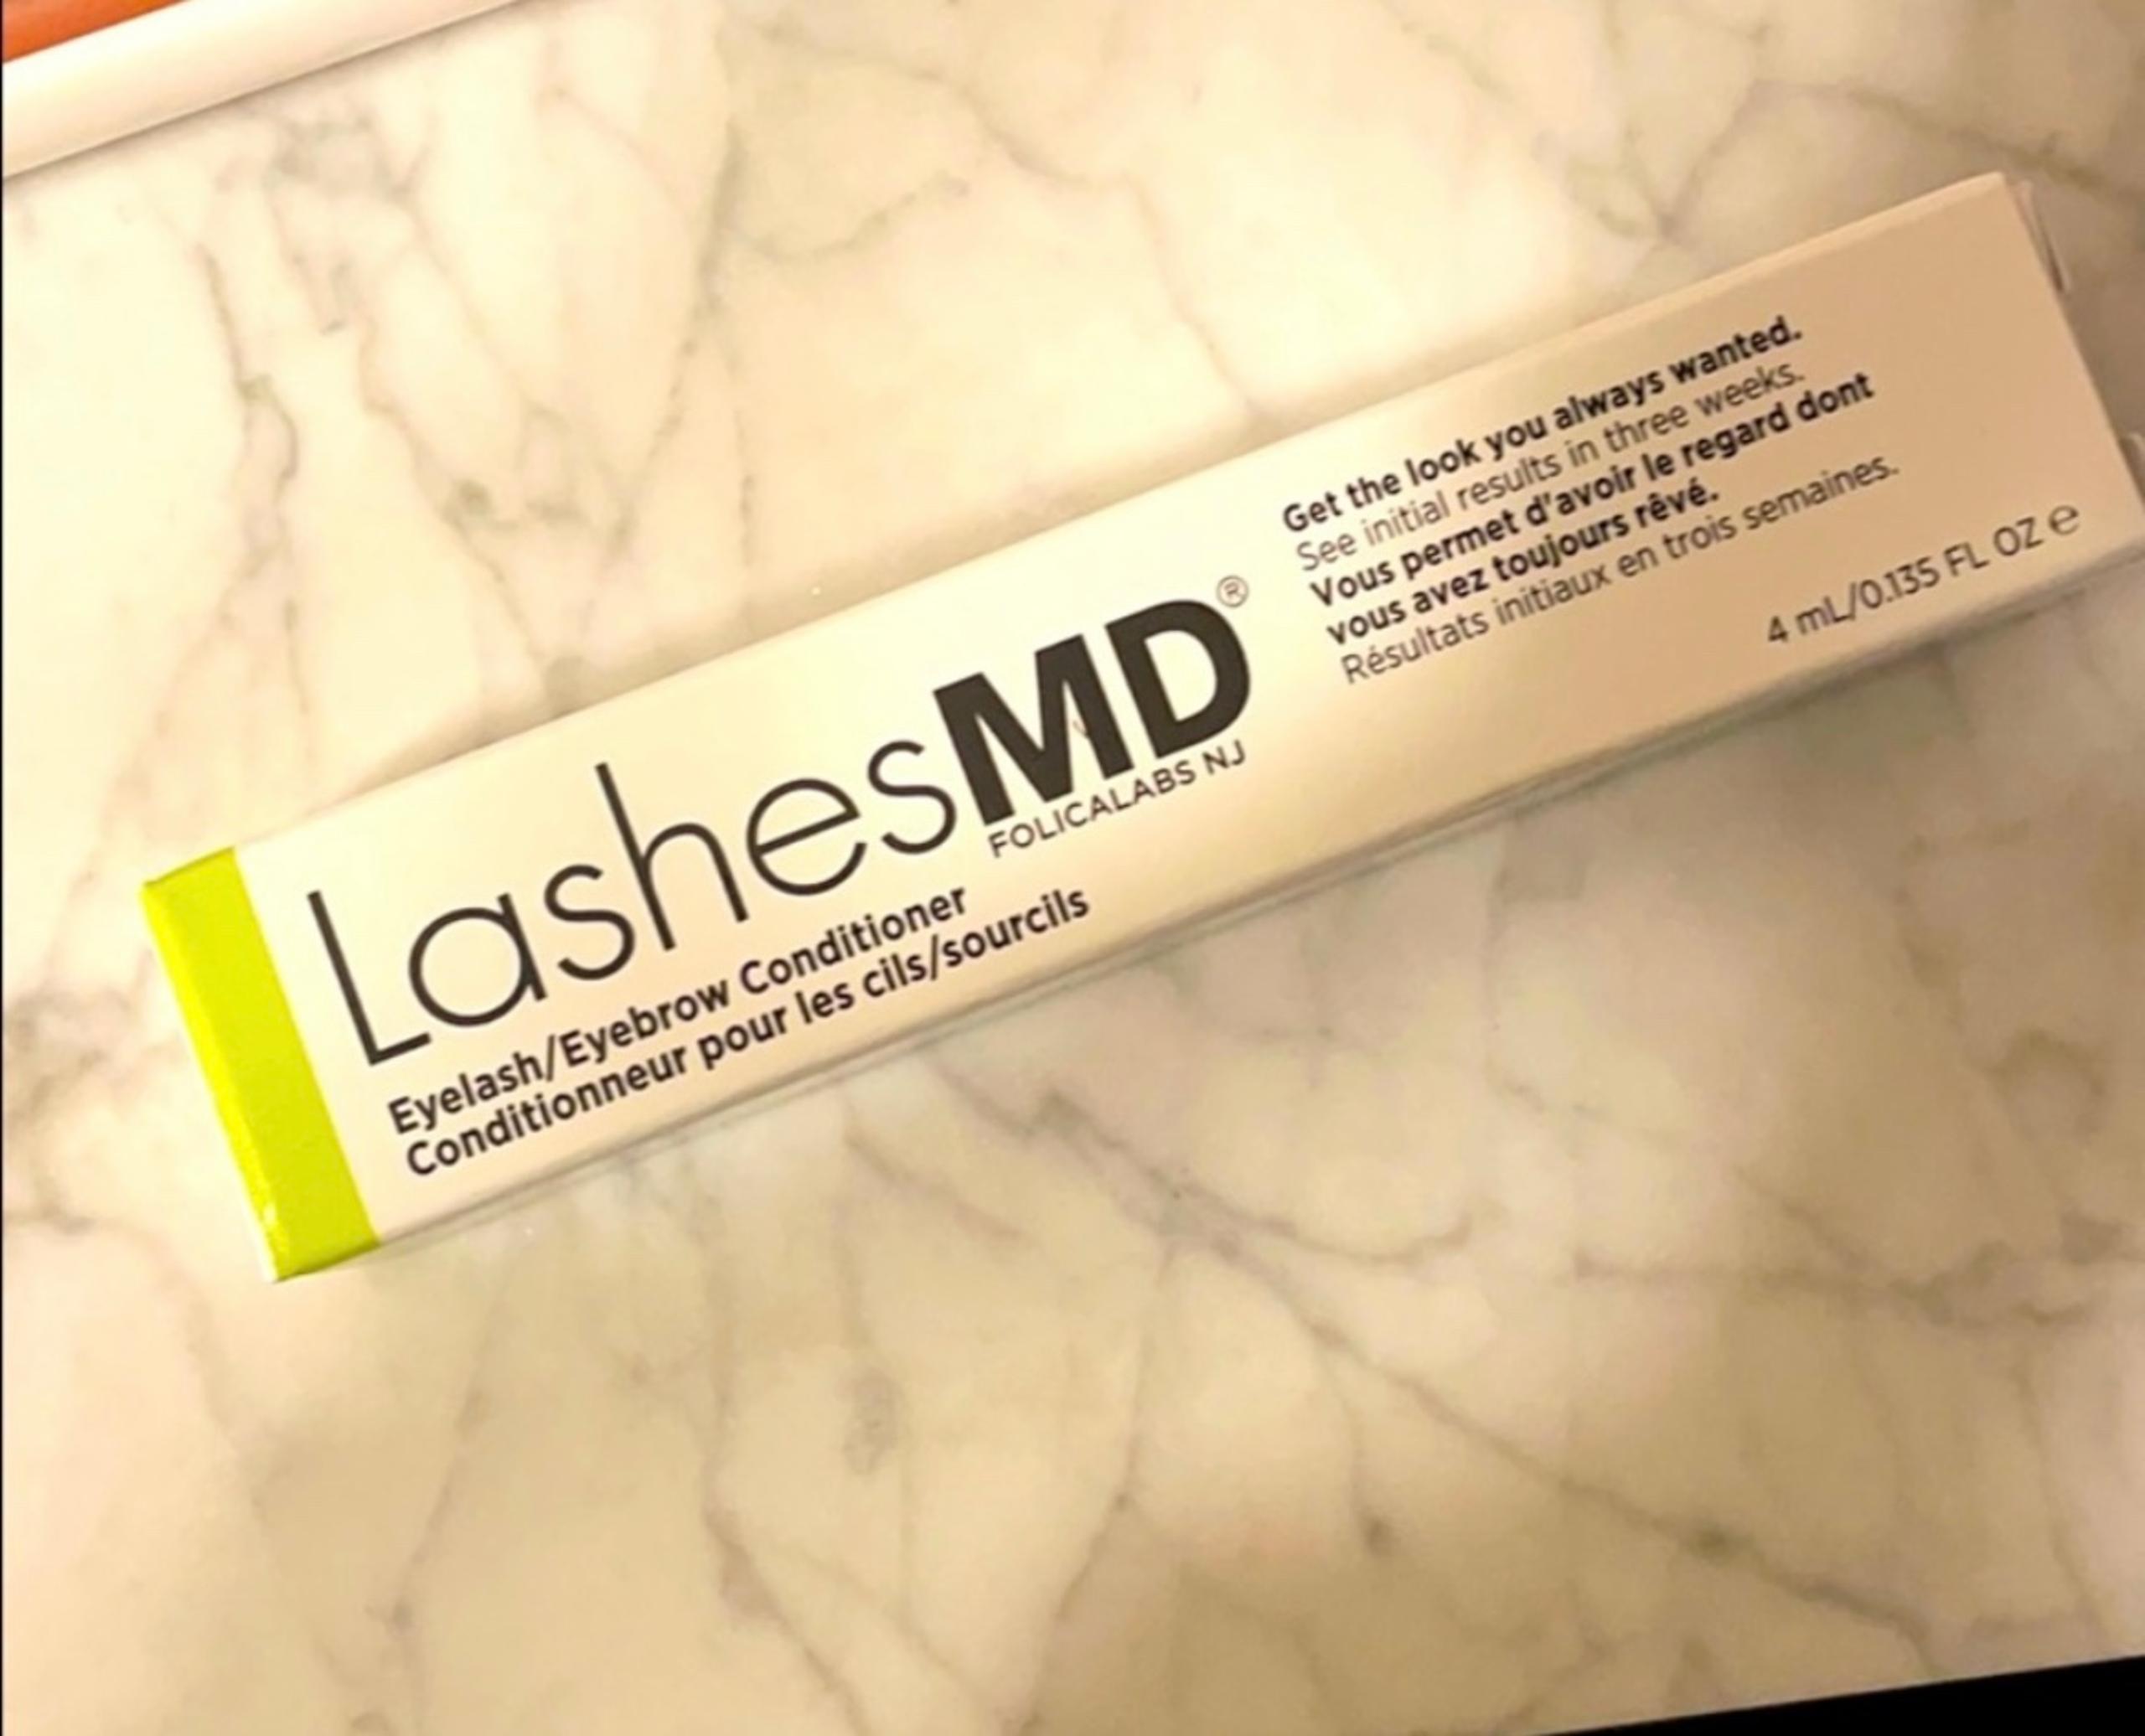 LashesMD®
FOLICALABS NJ
Eyelash/Eyebrow Conditioner
Conditionneur pour les cils/sourcils
Get the look you always wanted.
See initial results in three weeks.
Vous permet d'avoir le regard dont
vous avez toujours rêvé.
Résultats initiaux en trois semaines.
4 mL/0.135 FL OZ ℮